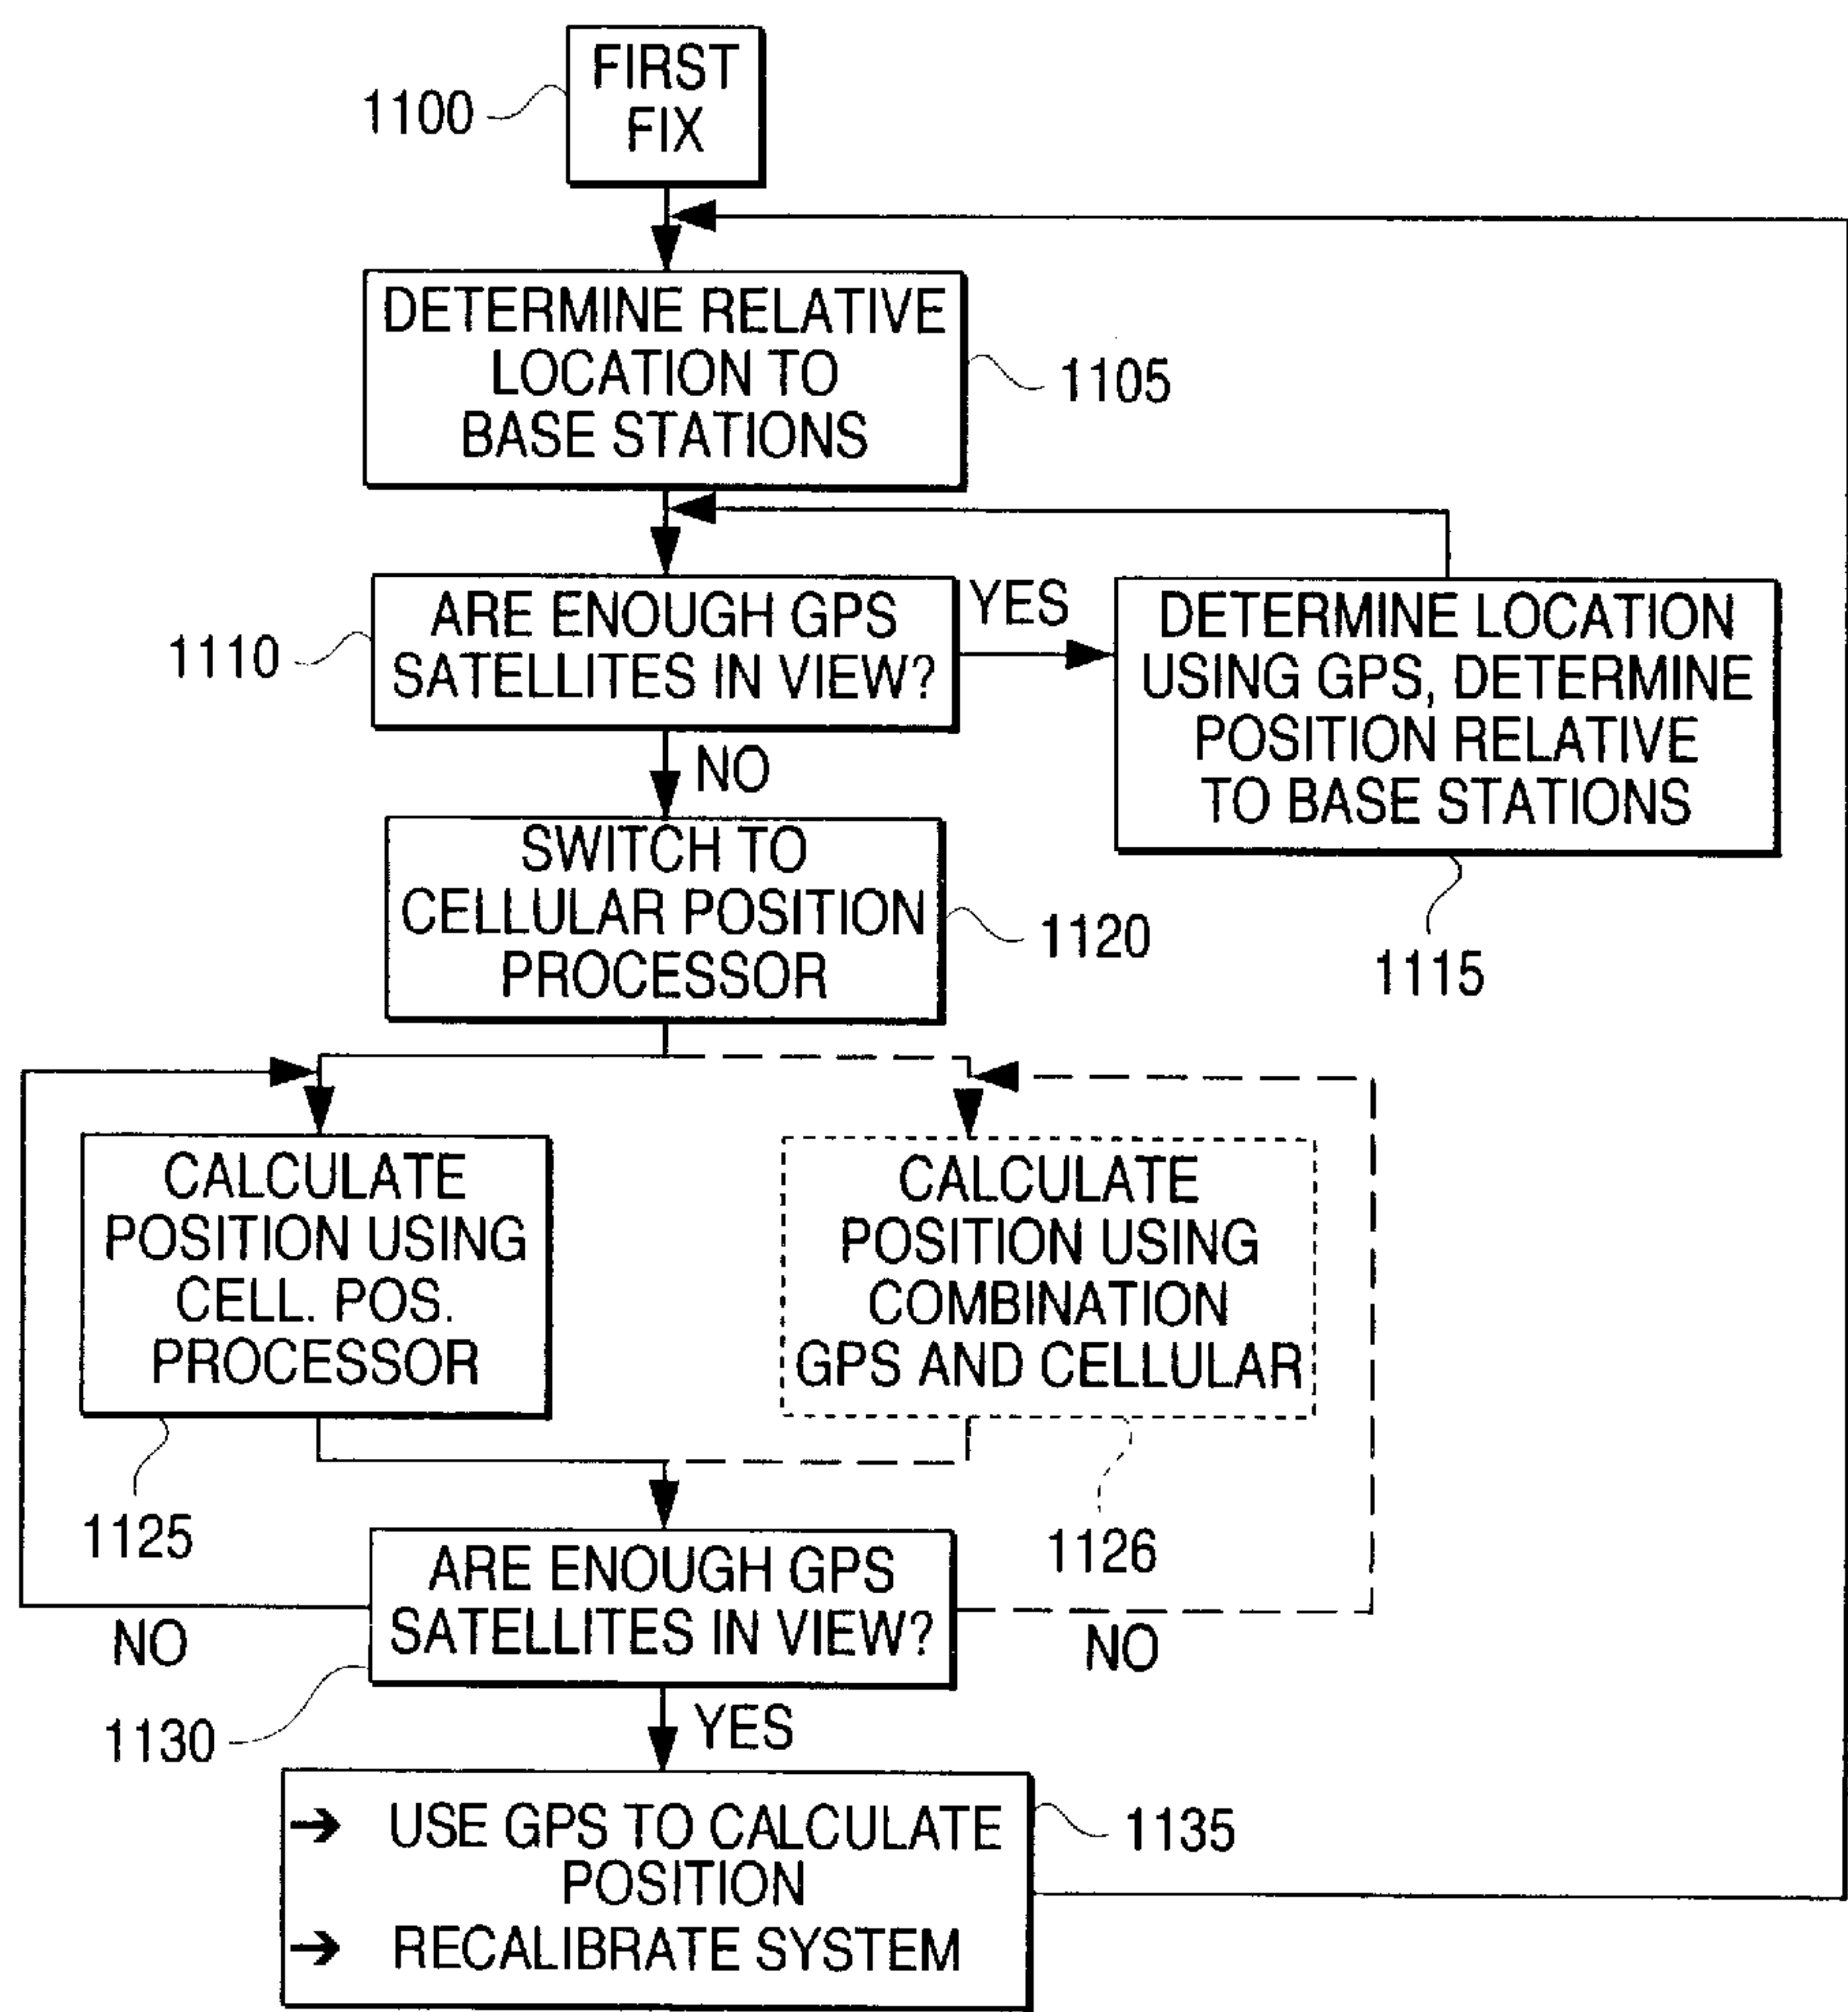 FIRST
FIX
1100
DETERMINE RELATIVE
LOCATION TO
BASE STATIONS
1105
ARE ENOUGH GPS
SATELLITES IN VIEW?
1110
YES
DETERMINE LOCATION
USING GPS, DETERMINE
POSITION RELATIVE
TO BASE STATIONS
1115
NO
SWITCH TO
CELLULAR POSITION
PROCESSOR
1120
CALCULATE
POSITION USING
CELL. POS.
PROCESSOR
1125
CALCULATE
POSITION USING
COMBINATION
GPS AND CELLULAR
1126
ARE ENOUGH GPS
SATELLITES IN VIEW?
NO
NO
1130
YES
→ USE GPS TO CALCULATE
POSITION
→ RECALIBRATE SYSTEM
1135